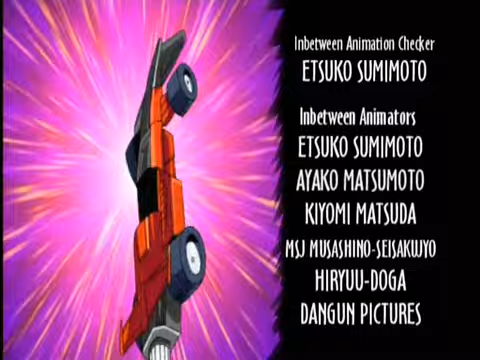 Inbetween Animation Checker
ETSUKO SUMIMOTO
Inbetween Animators
ETSUKO SUMIMOTO
AYAKO MATSUMOTO
KIYOMI MATSUDA
MSJ MUSASHINO-SEISAKUJYO
HIRYUU-DOGA
DANGUN PICTURES